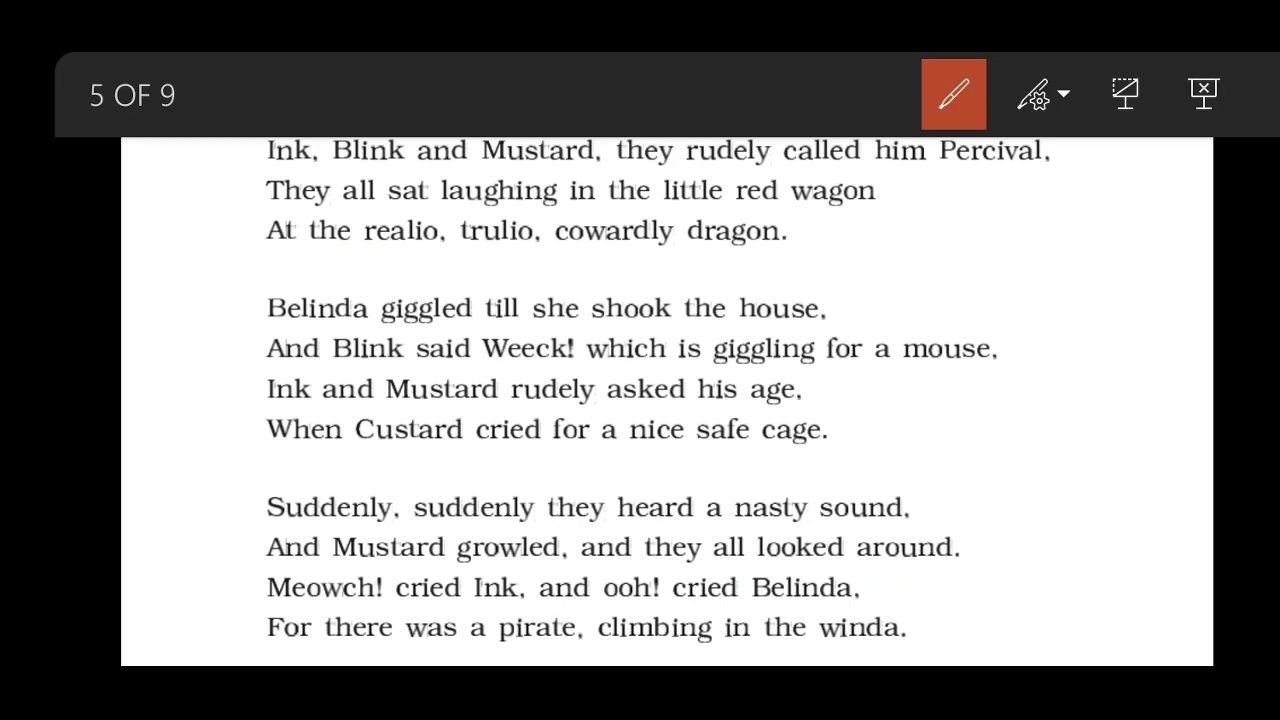 5 OF 9
Ink, Blink and Mustard, they rudely called him Percival,
They all sat laughing in the little red wagon
At the realio, trulio, cowardly dragon.
Belinda giggled till she shook the house,
And Blink said Weeck! which is giggling for a mouse,
Ink and Mustard rudely asked his age,
When Custard cried for a nice safe cage.
Suddenly, suddenly they heard a nasty sound,
And Mustard growled, and they all looked around.
Meowch! cried Ink, and ooh! cried Belinda,
For there was a pirate, climbing in the winda.